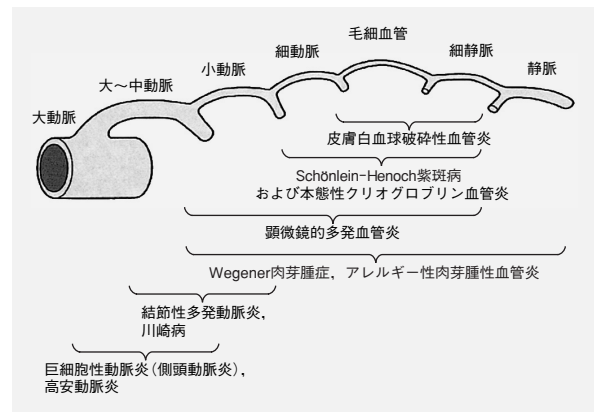 大動脈
大〜中動脈
小動脈
細動脈
毛細血管
細静脈
静脈
皮膚白血球破砕性血管炎
Schönlein-Henoch紫斑病
および本態性クリオグロブリン血管炎
顕微鏡的多発血管炎
Wegener肉芽腫症，アレルギー性肉芽腫性血管炎
結節性多発動脈炎，
川崎病
巨細胞性動脈炎(側頭動脈炎)，
高安動脈炎